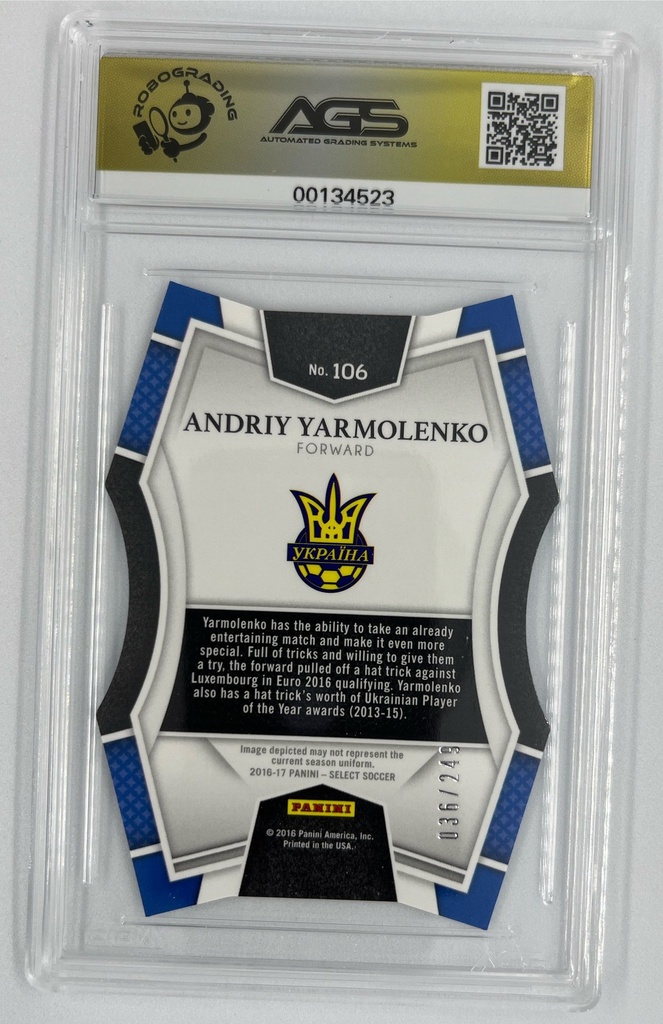 ROBOGRADING
AGS
AUTOMATED GRADING SYSTEMS
00134523
No. 106
ANDRIY YARMOLENKO
FORWARD
УКРАЇНА
Yarmolenko has the ability to take an already
entertaining match and make it even more
special. Full of tricks and willing to give them
a try, the forward pulled off a hat trick against
Luxembourg in Euro 2016 qualifying. Yarmolenko
also has a hat trick's worth of Ukrainian Player
of the Year awards (2013-15).
Image depicted may not represent the
current season uniform.
2016-17 PANINI – SELECT SOCCER
036/249
PANINI
© 2016 Panini America, Inc.
Printed in the USA.